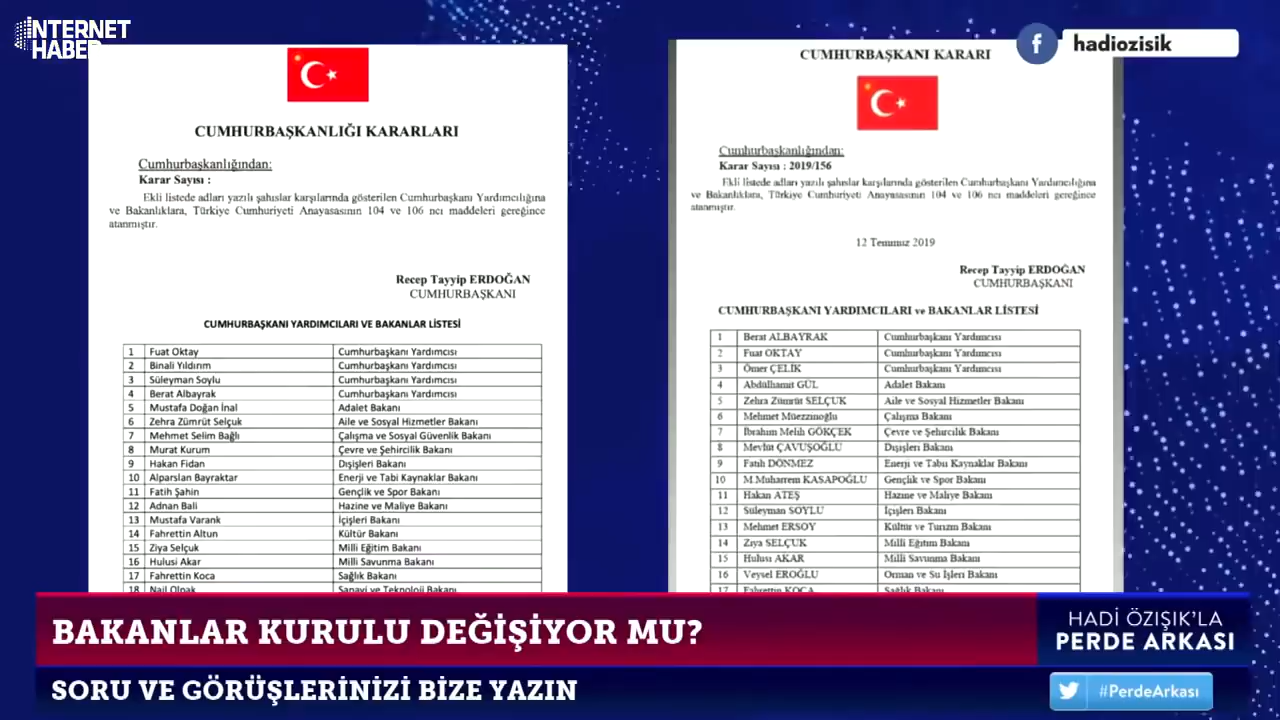 İNTERNET
HABER
CUMHURBAŞKANLIĞI KARARLARI
Cumhurbaşkanlığından:
Karar Sayısı :
Ekli listede adları yazılı şahıslar karşılarında gösterilen Cumhurbaşkanı Yardımcılığına
ve Bakanlıklara, Türkiye Cumhuriyeti Anayasasının 104 ve 106 ncı maddeleri gereğince
atanmıştır.
Recep Tayyip ERDOĞAN
CUMHURBAŞKANI
CUMHURBAŞKANI YARDIMCILARI VE BAKANLAR LİSTESİ
1 Fuat Oktay Cumhurbaşkanı Yardımcısı
2 Binali Yıldırım Cumhurbaşkanı Yardımcısı
3 Süleyman Soylu Cumhurbaşkanı Yardımcısı
4 Berat Albayrak Cumhurbaşkanı Yardımcısı
5 Mustafa Doğan İnal Adalet Bakanı
6 Zehra Zümrüt Selçuk Aile ve Sosyal Hizmetler Bakanı
7 Mehmet Selim Bağlı Çalışma ve Sosyal Güvenlik Bakanı
8 Murat Kurum Çevre ve Şehircilik Bakanı
9 Hakan Fidan Dışişleri Bakanı
10 Alparslan Bayraktar Enerji ve Tabi Kaynaklar Bakanı
11 Fatih Şahin Gençlik ve Spor Bakanı
12 Adnan Bali Hazine ve Maliye Bakanı
13 Mustafa Varank İçişleri Bakanı
14 Fahrettin Altun Kültür Bakanı
15 Ziya Selçuk Milli Eğitim Bakanı
16 Hulusi Akar Milli Savunma Bakanı
17 Fahrettin Koca Sağlık Bakanı
18 Nail Olpak Sanayi ve Teknoloji Bakanı
hadiozisik
CUMHURBAŞKANI KARARI
Cumhurbaşkanlığından:
Karar Sayısı : 2019/156
Ekli listede adları yazılı şahıslar karşılarında gösterilen Cumhurbaşkanı Yardımcılığına
ve Bakanlıklara, Türkiye Cumhuriyeti Anayasasının 104 ve 106 ncı maddeleri gereğince
atanmıştır.
12 Temmuz 2019
Recep Tayyip ERDOĞAN
CUMHURBAŞKANI
CUMHURBAŞKANI YARDIMCILARI ve BAKANLAR LİSTESİ
1 Berat ALBAYRAK Cumhurbaşkanı Yardımcısı
2 Fuat OKTAY Cumhurbaşkanı Yardımcısı
3 Ömer ÇELİK Cumhurbaşkanı Yardımcısı
4 Abdülhamit GÜL Adalet Bakanı
5 Zehra Zümrüt SELÇUK Aile ve Sosyal Hizmetler Bakanı
6 Mehmet Müezzinoğlu Çalışma Bakanı
7 İbrahim Melih GÖKÇEK Çevre ve Şehircilik Bakanı
8 Mevlüt ÇAVUŞOĞLU Dışişleri Bakanı
9 Fatih DÖNMEZ Enerji ve Tabii Kaynaklar Bakanı
10 M.Muharrem KASAPOĞLU Gençlik ve Spor Bakanı
11 Hakan ATEŞ Hazine ve Maliye Bakanı
12 Süleyman SOYLU İçişleri Bakanı
13 Mehmet ERSOY Kültür ve Turizm Bakanı
14 Ziya SELÇUK Milli Eğitim Bakanı
15 Hulusi AKAR Milli Savunma Bakanı
16 Veysel EROĞLU Orman ve Su İşleri Bakanı
17 Fahrettin KOCA Sağlık Bakanı
BAKANLAR KURULU DEĞİŞİYOR MU?
HADİ ÖZIŞIK'LA
PERDE ARKASI
SORU VE GÖRÜŞLERİNİZİ BİZE YAZIN
#PerdeArkası